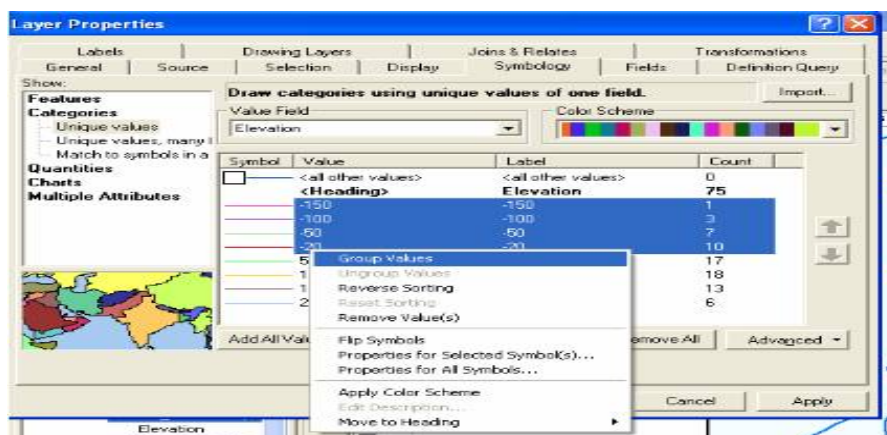 Layer Properties
Labels Drawing Layers Joins & Relates Transformations
General Source Selection Display Symbology Fields Definition Query
Show:
Features
Categories
Unique values
Unique values, many
Match to symbols in a
Quantities
Charts
Multiple Attributes
Draw categories using unique values of one field.
Import...
Value Field
Color Scheme
Elevation
Symbol Value Label Count
<all other values> <all other values> 0
<Heading> Elevation 75
-150 -150 1
-100 -100 3
-50 -50 7
-20 -20 10
5 17
1 18
1 13
2 6
Group Values
Ungroup Values
Reverse Sorting
Reset Sorting
Remove Value(s)
Flip Symbols
Properties for Selected Symbol(s)...
Properties for All Symbols...
Apply Color Scheme
Edit Description...
Move to Heading
Add All Val emove All Advanced
Cancel Apply
Elevation